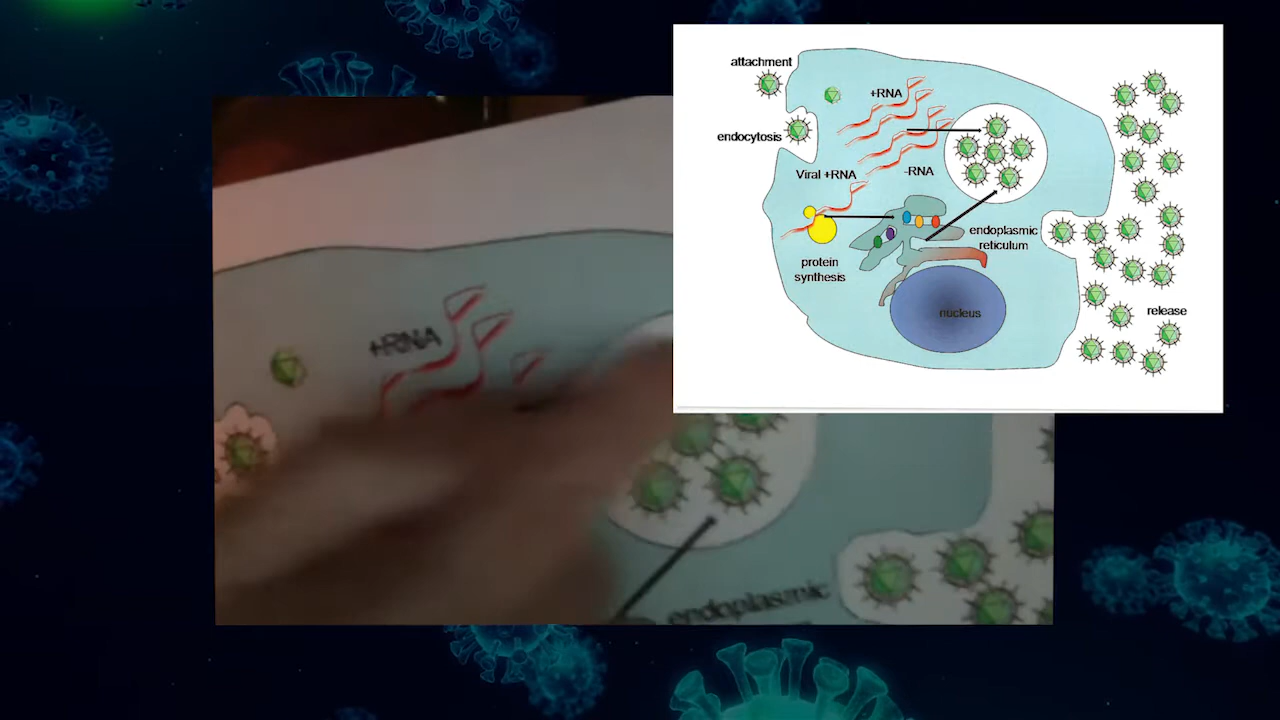 attachment
+RNA
endocytosis
Viral +RNA
-RNA
endoplasmic
reticulum
protein
synthesis
nucleus
release
+RNA
endoplasmic